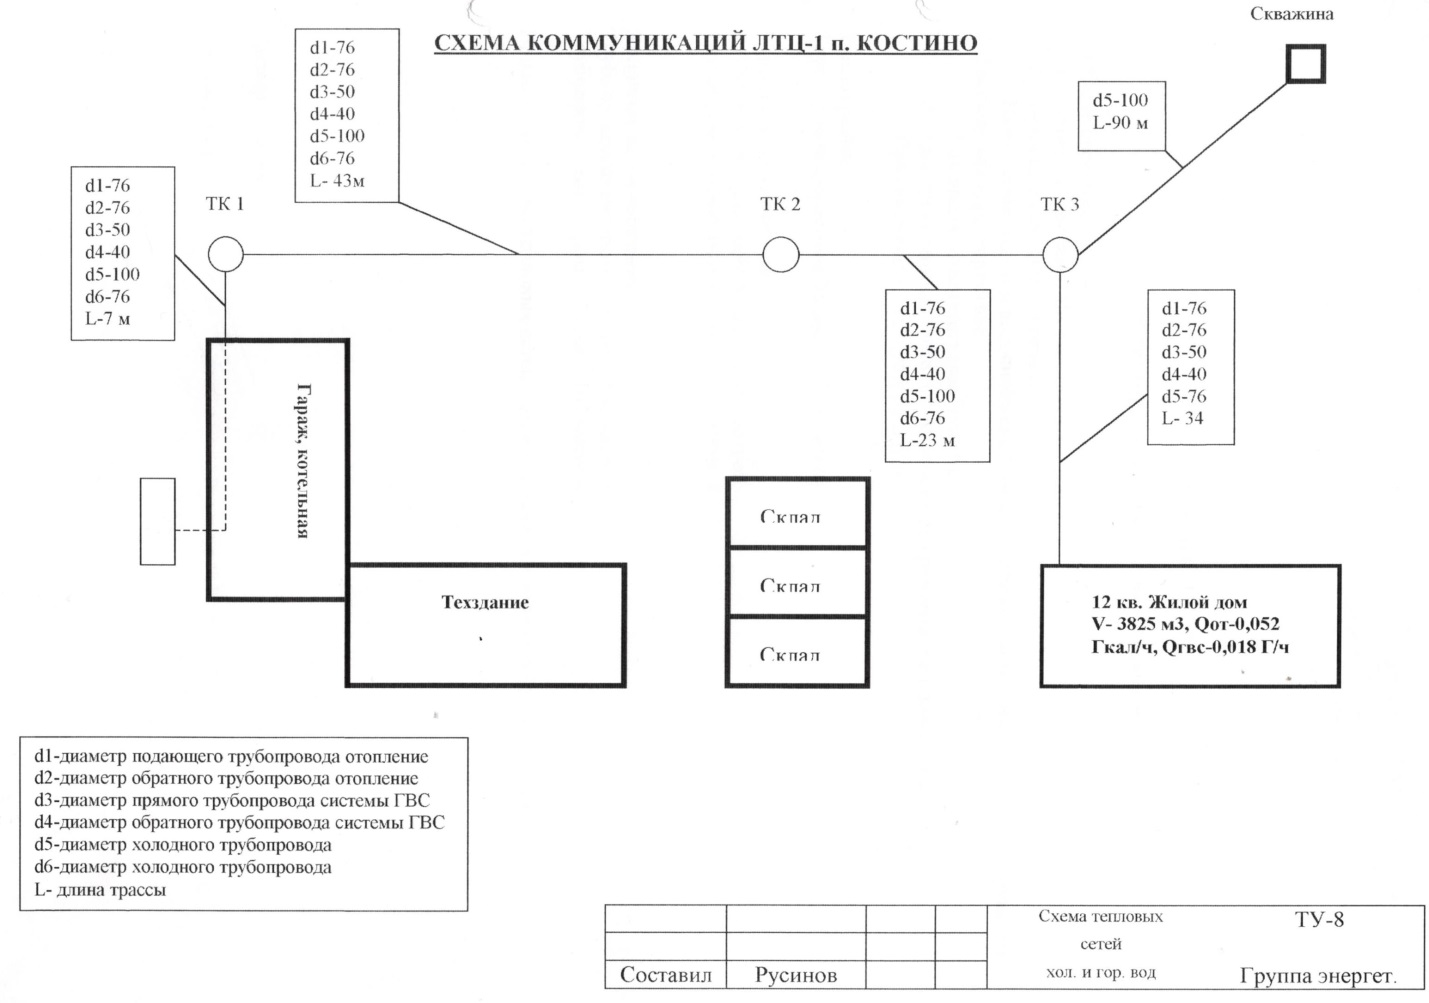 Скважина
СХЕМА КОММУНИКАЦИЙ ЛТЦ-1 п. КОСТИНО
d1-76
d2-76
d3-50
d4-40
d5-100
d6-76
L- 43м
d5-100
L-90 м
d1-76
d2-76
d3-50
d4-40
d5-100
d6-76
L-7 м
ТК 1
ТК 2
ТК 3
d1-76
d2-76
d3-50
d4-40
d5-100
d6-76
L-23 м
d1-76
d2-76
d3-50
d4-40
d5-76
L- 34
Гараж, котельная
Склад
Склад
Склад
Техздание
12 кв. Жилой дом
V- 3825 м3, Qот-0,052
Гкал/ч, Qгвс-0,018 Г/ч
d1-диаметр подающего трубопровода отопление
d2-диаметр обратного трубопровода отопление
d3-диаметр прямого трубопровода системы ГВС
d4-диаметр обратного трубопровода системы ГВС
d5-диаметр холодного трубопровода
d6-диаметр холодного трубопровода
L- длина трассы
Схема тепловых
сетей
хол. и гор. вод
ТУ-8
Составил Русинов
Группа энергет.